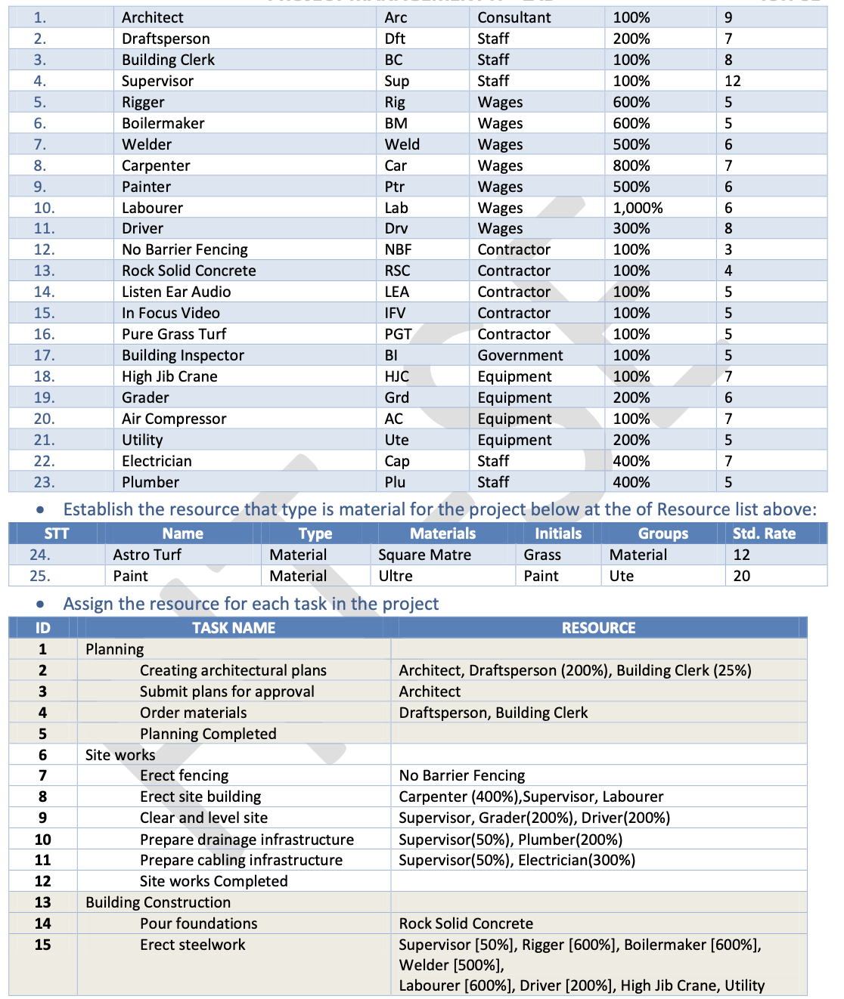 1. Architect Arc Consultant 100% 9
2. Draftsperson Dft Staff 200% 7
3. Building Clerk BC Staff 100% 8
4. Supervisor Sup Staff 100% 12
5. Rigger Rig Wages 600% 5
6. Boilermaker BM Wages 600% 5
7. Welder Weld Wages 500% 6
8. Carpenter Car Wages 800% 7
9. Painter Ptr Wages 500% 6
10. Labourer Lab Wages 1,000% 6
11. Driver Drv Wages 300% 8
12. No Barrier Fencing NBF Contractor 100% 3
13. Rock Solid Concrete RSC Contractor 100% 4
14. Listen Ear Audio LEA Contractor 100% 5
15. In Focus Video IFV Contractor 100% 5
16. Pure Grass Turf PGT Contractor 100% 5
17. Building Inspector BI Government 100% 5
18. High Jib Crane HJC Equipment 100% 7
19. Grader Grd Equipment 200% 6
20. Air Compressor AC Equipment 100% 7
21. Utility Ute Equipment 200% 5
22. Electrician Cap Staff 400% 7
23. Plumber Plu Staff 400% 5
• Establish the resource that type is material for the project below at the of Resource list above:
STT Name Type Materials Initials Groups Std. Rate
24. Astro Turf Material Square Matre Grass Material 12
25. Paint Material Ultre Paint Ute 20
• Assign the resource for each task in the project
ID TASK NAME RESOURCE
1 Planning
2 Creating architectural plans Architect, Draftsperson (200%), Building Clerk (25%)
3 Submit plans for approval Architect
4 Order materials Draftsperson, Building Clerk
5 Planning Completed
6 Site works
7 Erect fencing No Barrier Fencing
8 Erect site building Carpenter (400%),Supervisor, Labourer
9 Clear and level site Supervisor, Grader(200%), Driver(200%)
10 Prepare drainage infrastructure Supervisor(50%), Plumber(200%)
11 Prepare cabling infrastructure Supervisor(50%), Electrician(300%)
12 Site works Completed
13 Building Construction
14 Pour foundations Rock Solid Concrete
15 Erect steelwork Supervisor [50%], Rigger [600%], Boilermaker [600%],
Welder [500%],
Labourer [600%], Driver [200%], High Jib Crane, Utility